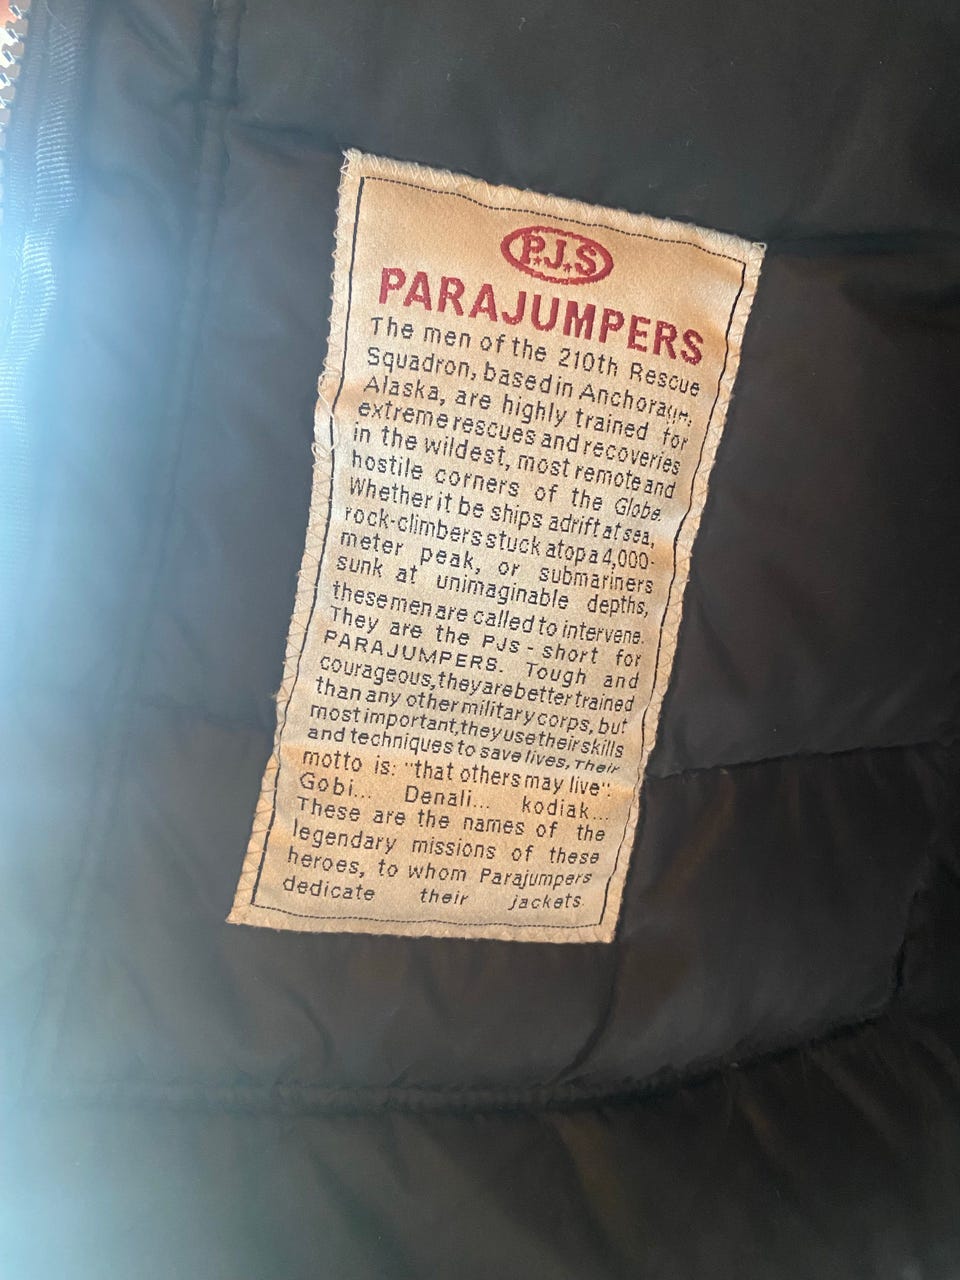 P.J.S
PARAJUMPERS
The men of the 210th Rescue
Squadron, based in Anchorage,
Alaska, are highly trained for
extreme rescues and recoveries
in the wildest, most remote and
hostile corners of the Globe.
Whether it be ships adrift at sea,
rock-climbers stuck atop a 4,000-
meter peak, or submariners
sunk at unimaginable depths,
these men are called to intervene.
They are the PJS - short for
PARAJUMPERS. Tough and
courageous, they are better trained
than any other military corps, but
most important, they use their skills
and techniques to save lives. Their
motto is: "that others may live":
Gobi... Denali... kodiak...
These are the names of the
legendary missions of these
heroes, to whom Parajumpers
dedicate their jackets.